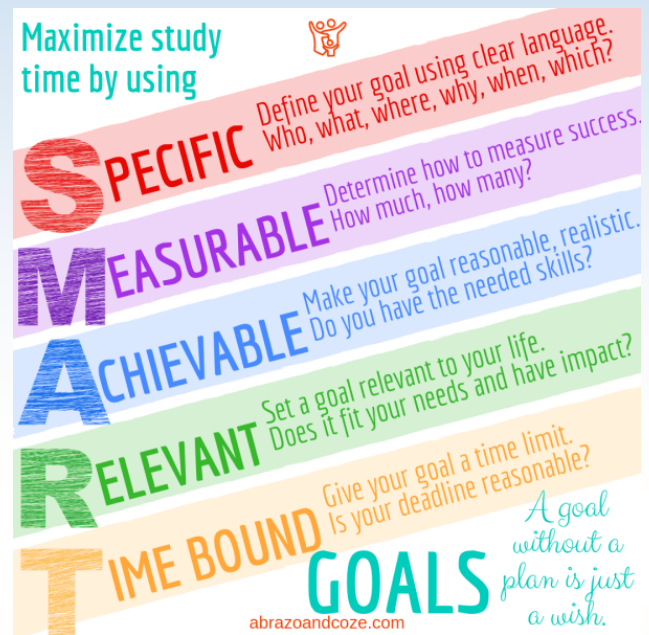 Maximize study
time by using
SPECIFIC
Define your goal using clear language.
Who, what, where, why, when, which?
MEASURABLE
Determine how to measure success.
How much, how many?
ACHIEVABLE
Make your goal reasonable, realistic.
Do you have the needed skills?
RELEVANT
Set a goal relevant to your life.
Does it fit your needs and have impact?
TIME BOUND
Give your goal a time limit.
Is your deadline reasonable?
GOALS
A goal
without a
plan is just
a wish.
abrazoandcoze.com